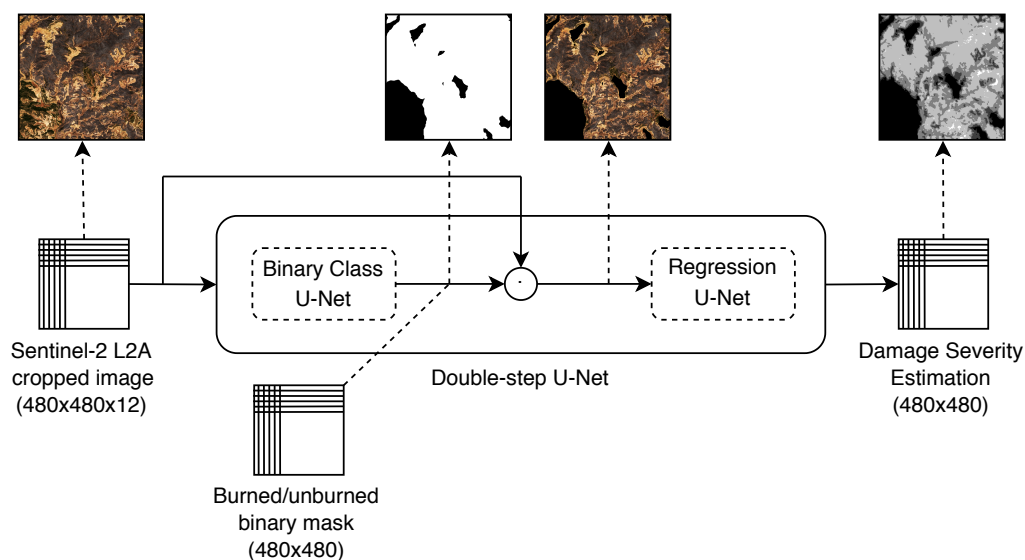 Binary Class
U-Net
·
Regression
U-Net
Sentinel-2 L2A
cropped image
(480x480x12)
Double-step U-Net
Damage Severity
Estimation
(480x480)
Burned/unburned
binary mask
(480x480)